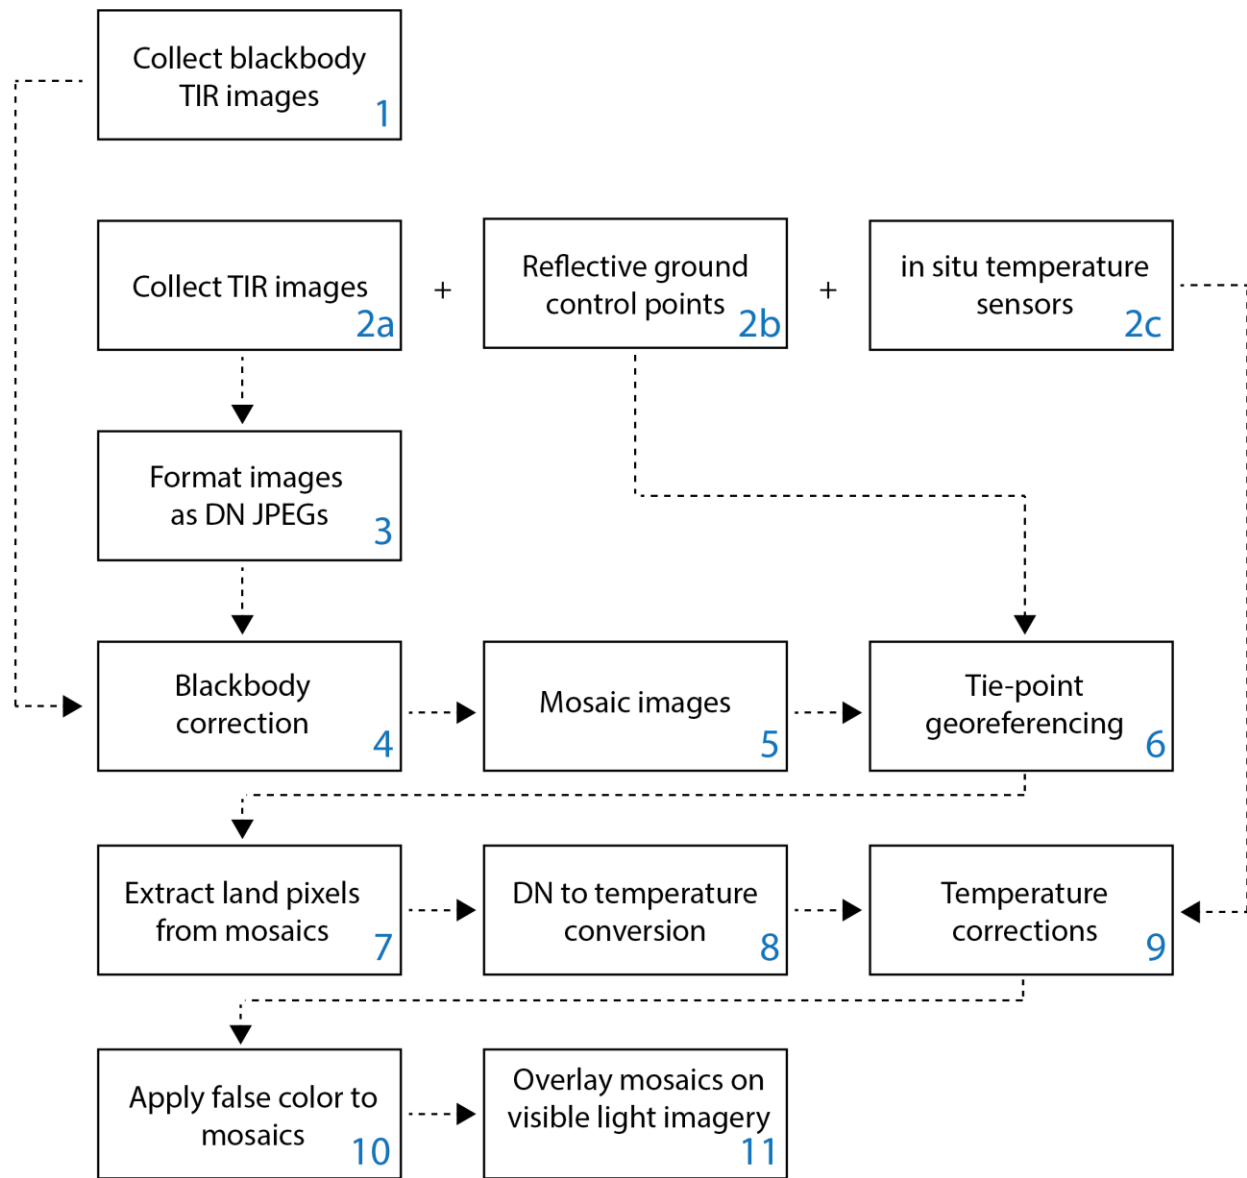 Collect blackbody
TIR images
1
Collect TIR images
2a
+
Reflective ground
control points
2b
+
in situ temperature
sensors
2c
Format images
as DN JPEGs
3
Blackbody
correction
4
Mosaic images
5
Tie-point
georeferencing
6
Extract land pixels
from mosaics
7
DN to temperature
conversion
8
Temperature
corrections
9
Apply false color to
mosaics
10
Overlay mosaics on
visible light imagery
11